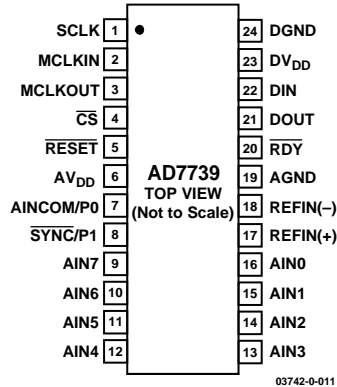 SCLK 1 24 DGND
MCLKIN 2 23 DVDD
MCLKOUT 3 22 DIN
CS 4 21 DOUT
RESET 5 20 RDY
AVDD 6 19 AGND
AINCOM/P0 7 18 REFIN(–)
SYNC/P1 8 17 REFIN(+)
AIN7 9 16 AIN0
AIN6 10 15 AIN1
AIN5 11 14 AIN2
AIN4 12 13 AIN3
AD7739
TOP VIEW
(Not to Scale)
03742-0-011